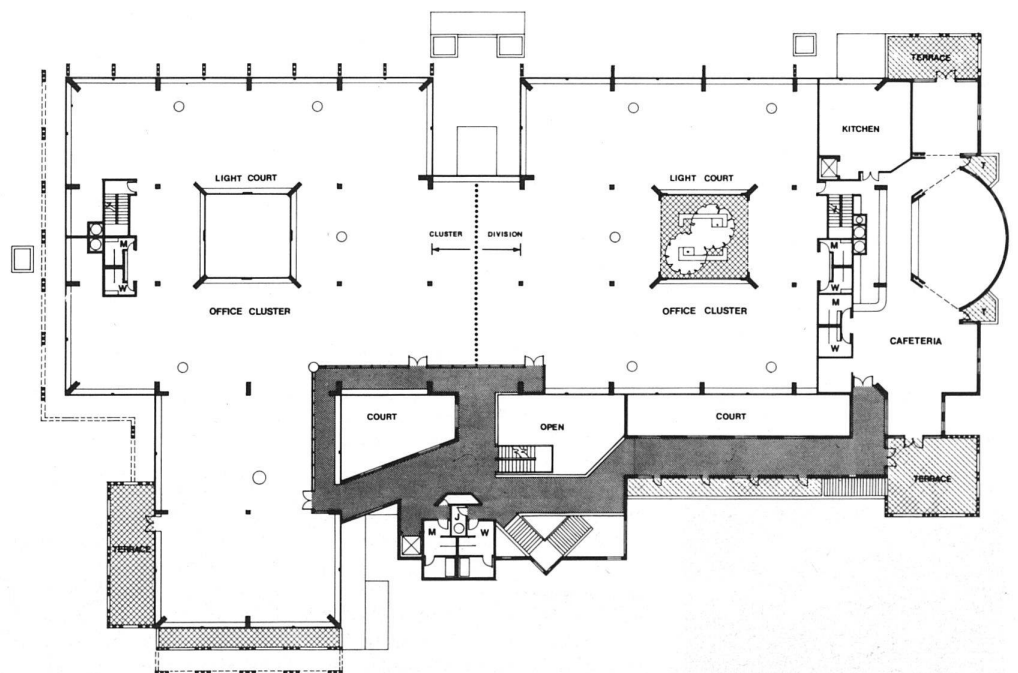 TERRACE
KITCHEN
T
LIGHT COURT
LIGHT COURT
CLUSTER DIVISION
M
W
M
W
M
W
OFFICE CLUSTER
OFFICE CLUSTER
T
CAFETERIA
COURT
OPEN
COURT
TERRACE
J
M
W
TERRACE